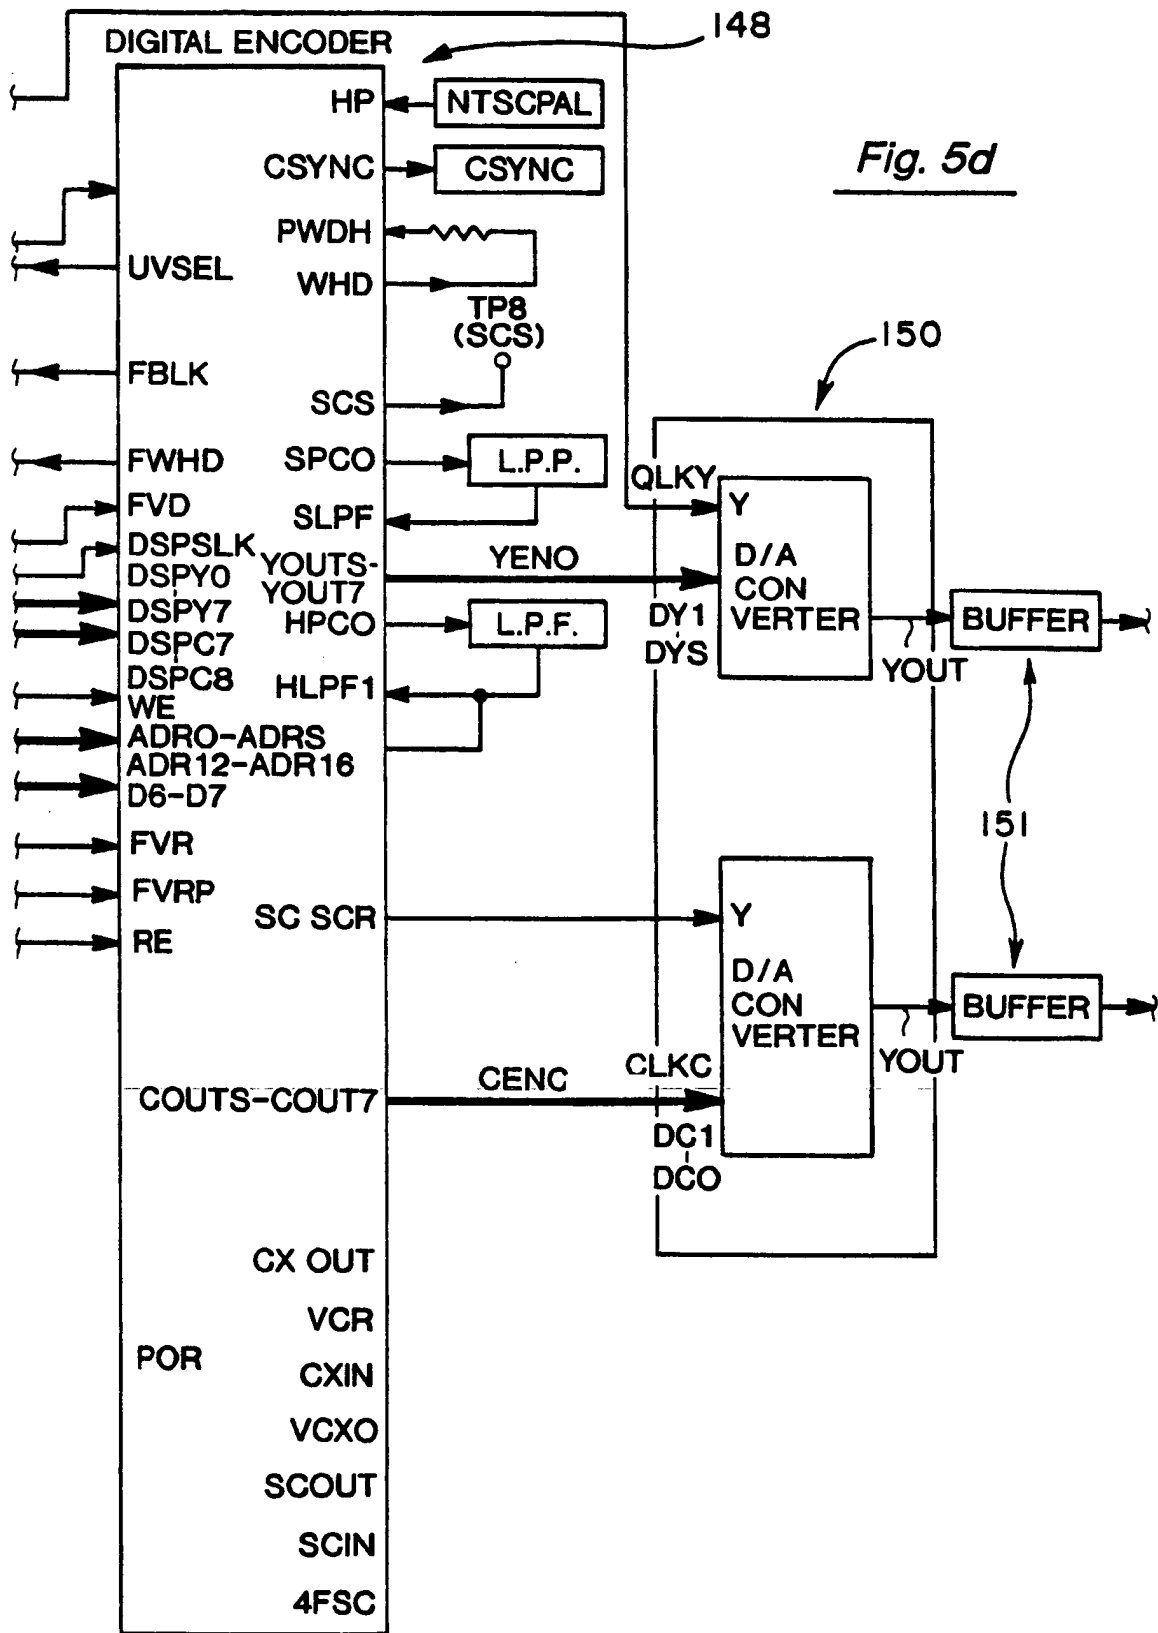 148
DIGITAL ENCODER
HP
NTSCPAL
Fig. 5d
CSYNC
CSYNC
PWDH
UVSEL
WHD
TP8
(SCS)
150
FBLK
SCS
FWHD
SPCO
L.P.P.
QLKY
Y
FVD
SLPF
DSPSLK
YOUTS-
YOUT7
YENO
D/A
CON
VERTER
DSPY0
DSPY7
HPCO
L.P.F.
DY1
DYS
BUFFER
DSPC7
YOUT
DSPC8
HLPF1
WE
ADR0-ADRS
ADR12-ADR16
D6-D7
151
FVR
FVRP
SC SCR
Y
RE
D/A
CON
VERTER
BUFFER
YOUT
CLKC
CENC
COUTS-COUT7
DC1
DCO
CX OUT
VCR
POR
CXIN
VCXO
SCOUT
SCIN
4FSC